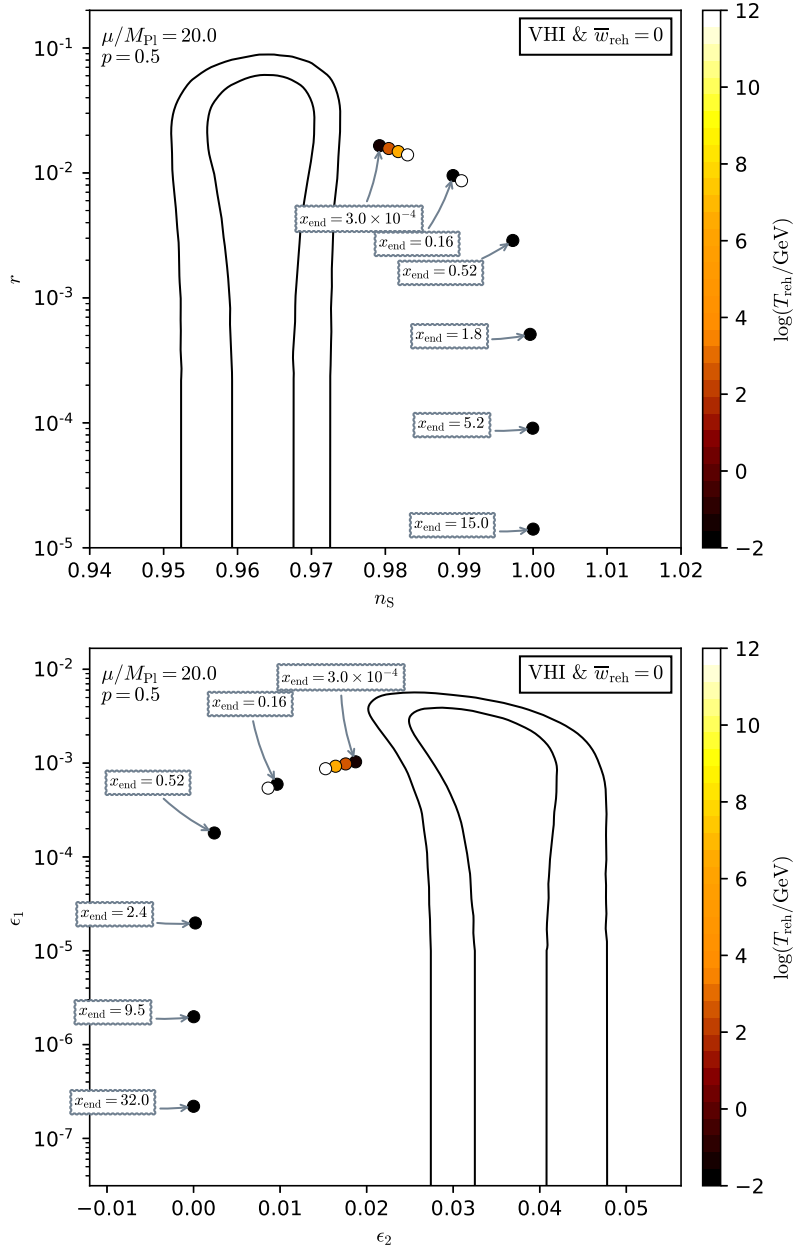 μ/M_Pl = 20.0
p = 0.5
VHI & w̅_reh = 0
10⁻¹
10⁻²
10⁻³
10⁻⁴
10⁻⁵
r
x_end = 3.0 × 10⁻⁴
x_end = 0.16
x_end = 0.52
x_end = 1.8
x_end = 5.2
x_end = 15.0
0.94 0.95 0.96 0.97 0.98 0.99 1.00 1.01 1.02
n_S
12
10
8
6
4
2
0
−2
log(T_reh/GeV)
μ/M_Pl = 20.0
p = 0.5
VHI & w̅_reh = 0
10⁻²
10⁻³
10⁻⁴
10⁻⁵
10⁻⁶
10⁻⁷
ϵ₁
x_end = 3.0 × 10⁻⁴
x_end = 0.16
x_end = 0.52
x_end = 2.4
x_end = 9.5
x_end = 32.0
−0.01 0.00 0.01 0.02 0.03 0.04 0.05
ϵ₂
12
10
8
6
4
2
0
−2
log(T_reh/GeV)